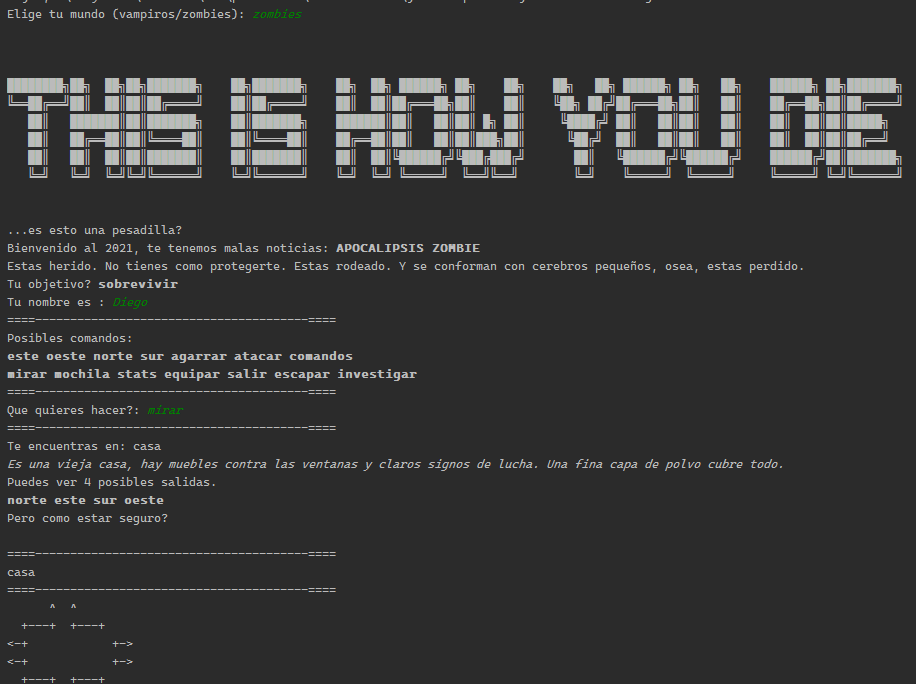 Elige tu mundo (vampiros/zombies): zombies
THIS IS HOW YOU DIE
...es esto una pesadilla?
Bienvenido al 2021, te tenemos malas noticias: APOCALIPSIS ZOMBIE
Estas herido. No tienes como protegerte. Estas rodeado. Y se conforman con cerebros pequeños, osea, estas perdido.
Tu objetivo? sobrevivir
Tu nombre es : Diego
====---------------------------------------====
Posibles comandos:
este oeste norte sur agarrar atacar comandos
mirar mochila stats equipar salir escapar investigar
====---------------------------------------====
Que quieres hacer?: mirar
====---------------------------------------====
Te encuentras en: casa
Es una vieja casa, hay muebles contra las ventanas y claros signos de lucha. Una fina capa de polvo cubre todo.
Puedes ver 4 posibles salidas.
norte este sur oeste
Pero como estar seguro?
====---------------------------------------====
casa
====---------------------------------------====
      ^  ^
  +---+  +---+
<-+            +->
<-+            +->
  +---+  +---+